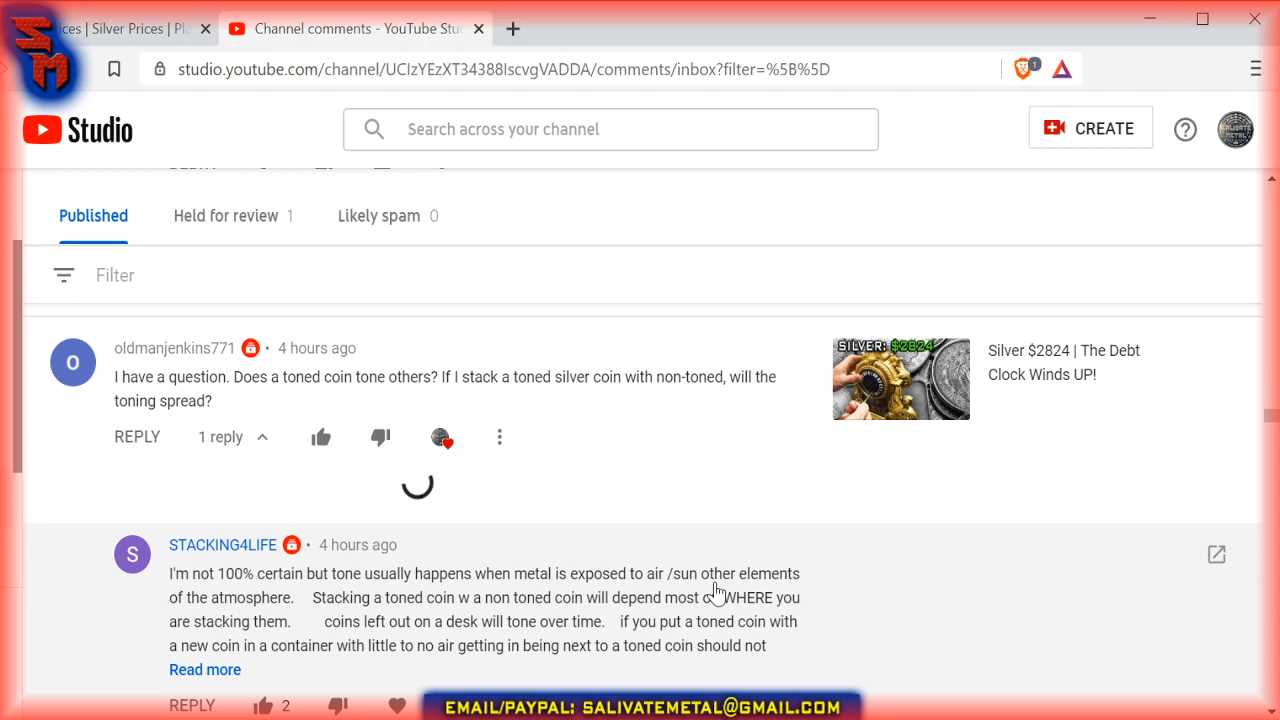 SM
ices | Silver Prices | Pla
Channel comments - YouTube Stu
studio.youtube.com/channel/UCIzYEzXT34388IscvgVADDA/comments/inbox?filter=%5B%5D
1
Studio
Search across your channel
CREATE
Published
Held for review 1
Likely spam 0
Filter
oldmanjenkins771 • 4 hours ago
O
I have a question. Does a toned coin tone others? If I stack a toned silver coin with non-toned, will the
toning spread?
REPLY 1 reply
SILVER: $2824
Silver $2824 | The Debt
Clock Winds UP!
S
STACKING4LIFE • 4 hours ago
I'm not 100% certain but tone usually happens when metal is exposed to air /sun other elements
of the atmosphere. Stacking a toned coin w a non toned coin will depend most WHERE you
are stacking them. coins left out on a desk will tone over time. if you put a toned coin with
a new coin in a container with little to no air getting in being next to a toned coin should not
Read more
REPLY 2
EMAIL/PAYPAL: SALIVATEMETAL@GMAIL.COM